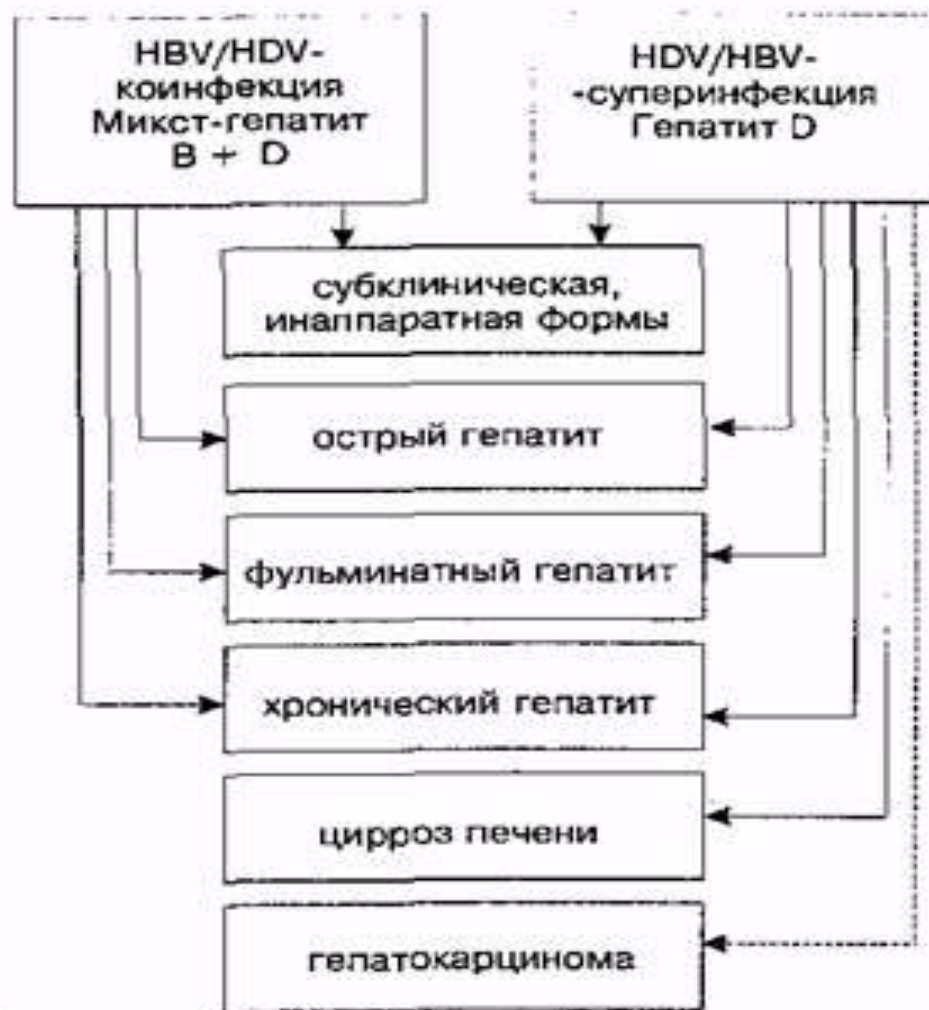 HBV/HDV-
коинфекция
Микст-гепатит
B + D
HDV/HBV-
-суперинфекция
Гепатит D
субклиническая,
инаппаратная формы
острый гепатит
фульминатный гепатит
хронический гепатит
цирроз печени
гепатокарцинома